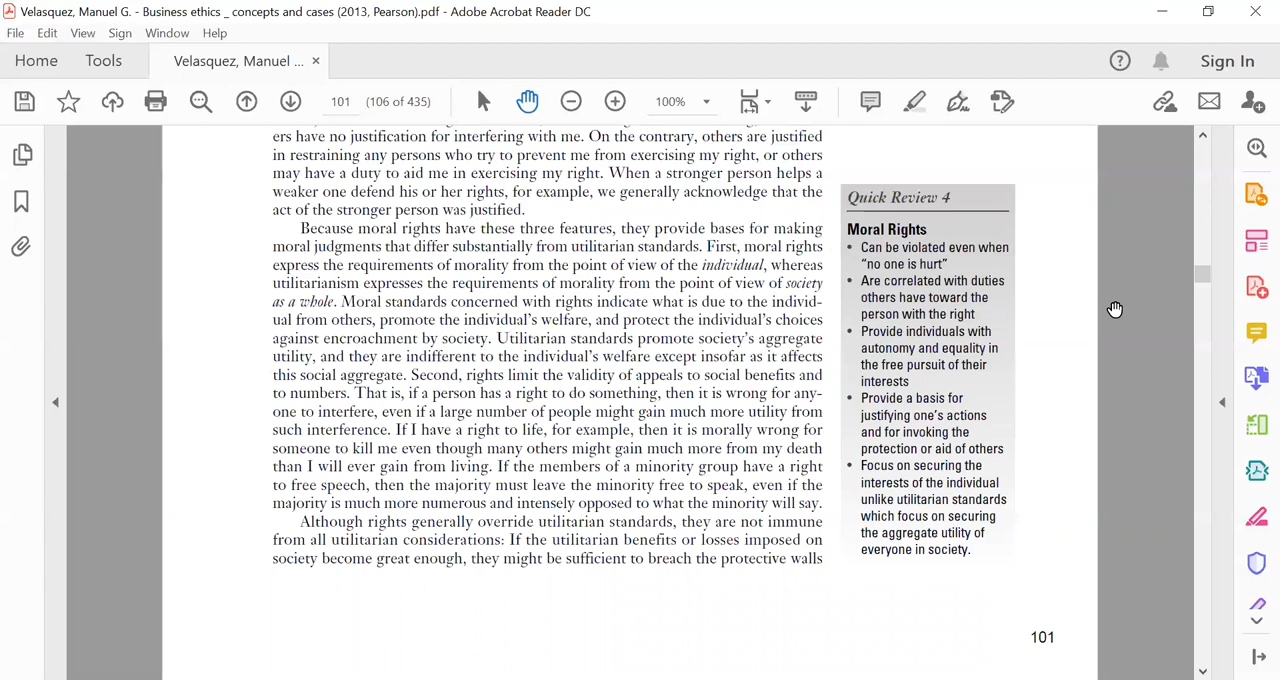 Velasquez, Manuel G. - Business ethics _ concepts and cases (2013, Pearson).pdf - Adobe Acrobat Reader DC
File Edit View Sign Window Help
Home Tools Velasquez, Manuel ... × Sign In
101 (106 of 435) 100%
ers have no justification for interfering with me. On the contrary, others are justified
in restraining any persons who try to prevent me from exercising my right, or others
may have a duty to aid me in exercising my right. When a stronger person helps a
weaker one defend his or her rights, for example, we generally acknowledge that the
act of the stronger person was justified.
Because moral rights have these three features, they provide bases for making
moral judgments that differ substantially from utilitarian standards. First, moral rights
express the requirements of morality from the point of view of the individual, whereas
utilitarianism expresses the requirements of morality from the point of view of society
as a whole. Moral standards concerned with rights indicate what is due to the individ-
ual from others, promote the individual's welfare, and protect the individual's choices
against encroachment by society. Utilitarian standards promote society's aggregate
utility, and they are indifferent to the individual's welfare except insofar as it affects
this social aggregate. Second, rights limit the validity of appeals to social benefits and
to numbers. That is, if a person has a right to do something, then it is wrong for any-
one to interfere, even if a large number of people might gain much more utility from
such interference. If I have a right to life, for example, then it is morally wrong for
someone to kill me even though many others might gain much more from my death
than I will ever gain from living. If the members of a minority group have a right
to free speech, then the majority must leave the minority free to speak, even if the
majority is much more numerous and intensely opposed to what the minority will say.
Although rights generally override utilitarian standards, they are not immune
from all utilitarian considerations: If the utilitarian benefits or losses imposed on
society become great enough, they might be sufficient to breach the protective walls
Quick Review 4
Moral Rights
• Can be violated even when
"no one is hurt"
• Are correlated with duties
others have toward the
person with the right
• Provide individuals with
autonomy and equality in
the free pursuit of their
interests
• Provide a basis for
justifying one's actions
and for invoking the
protection or aid of others
• Focus on securing the
interests of the individual
unlike utilitarian standards
which focus on securing
the aggregate utility of
everyone in society.
101